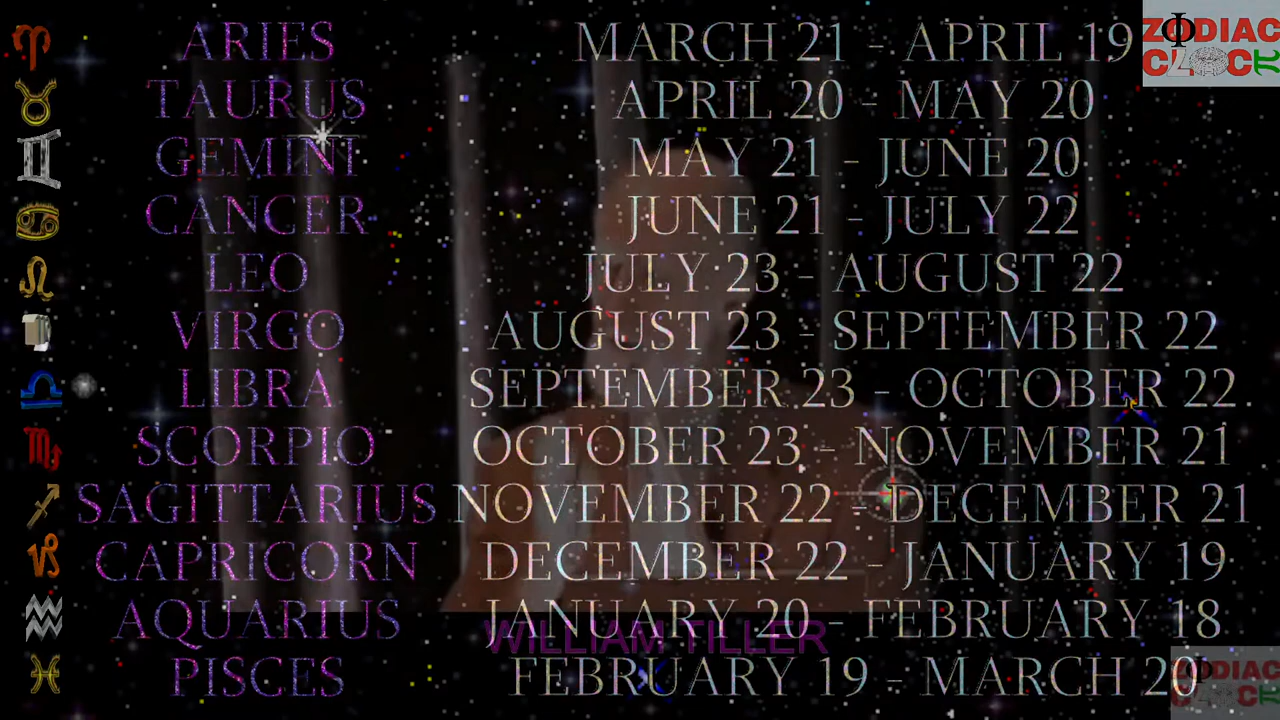 ARIES MARCH 21 - APRIL 19
ZODIAC
CLOCK
TAURUS APRIL 20 - MAY 20
GEMINI MAY 21 - JUNE 20
CANCER JUNE 21 - JULY 22
LEO JULY 23 - AUGUST 22
VIRGO AUGUST 23 - SEPTEMBER 22
LIBRA SEPTEMBER 23 - OCTOBER 22
SCORPIO OCTOBER 23 - NOVEMBER 21
SAGITTARIUS NOVEMBER 22 - DECEMBER 21
CAPRICORN DECEMBER 22 - JANUARY 19
AQUARIUS JANUARY 20 - FEBRUARY 18
WILLIAM TILLER
PISCES FEBRUARY 19 - MARCH 20
ZODIAC
CLOCK